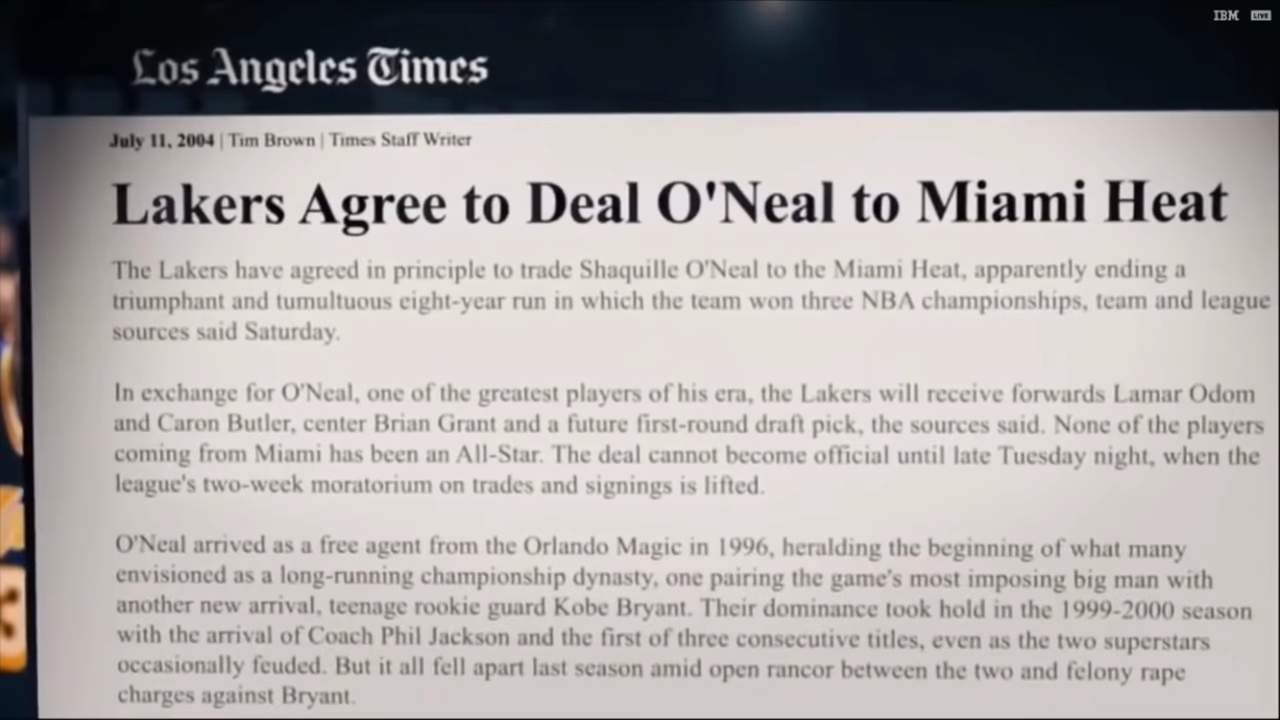 IBM LIVE
Los Angeles Times
July 11, 2004 | Tim Brown | Times Staff Writer
Lakers Agree to Deal O'Neal to Miami Heat
The Lakers have agreed in principle to trade Shaquille O'Neal to the Miami Heat, apparently ending a
triumphant and tumultuous eight-year run in which the team won three NBA championships, team and league
sources said Saturday.
In exchange for O'Neal, one of the greatest players of his era, the Lakers will receive forwards Lamar Odom
and Caron Butler, center Brian Grant and a future first-round draft pick, the sources said. None of the players
coming from Miami has been an All-Star. The deal cannot become official until late Tuesday night, when the
league's two-week moratorium on trades and signings is lifted.
O'Neal arrived as a free agent from the Orlando Magic in 1996, heralding the beginning of what many
envisioned as a long-running championship dynasty, one pairing the game's most imposing big man with
another new arrival, teenage rookie guard Kobe Bryant. Their dominance took hold in the 1999-2000 season
with the arrival of Coach Phil Jackson and the first of three consecutive titles, even as the two superstars
occasionally feuded. But it all fell apart last season amid open rancor between the two and felony rape
charges against Bryant.